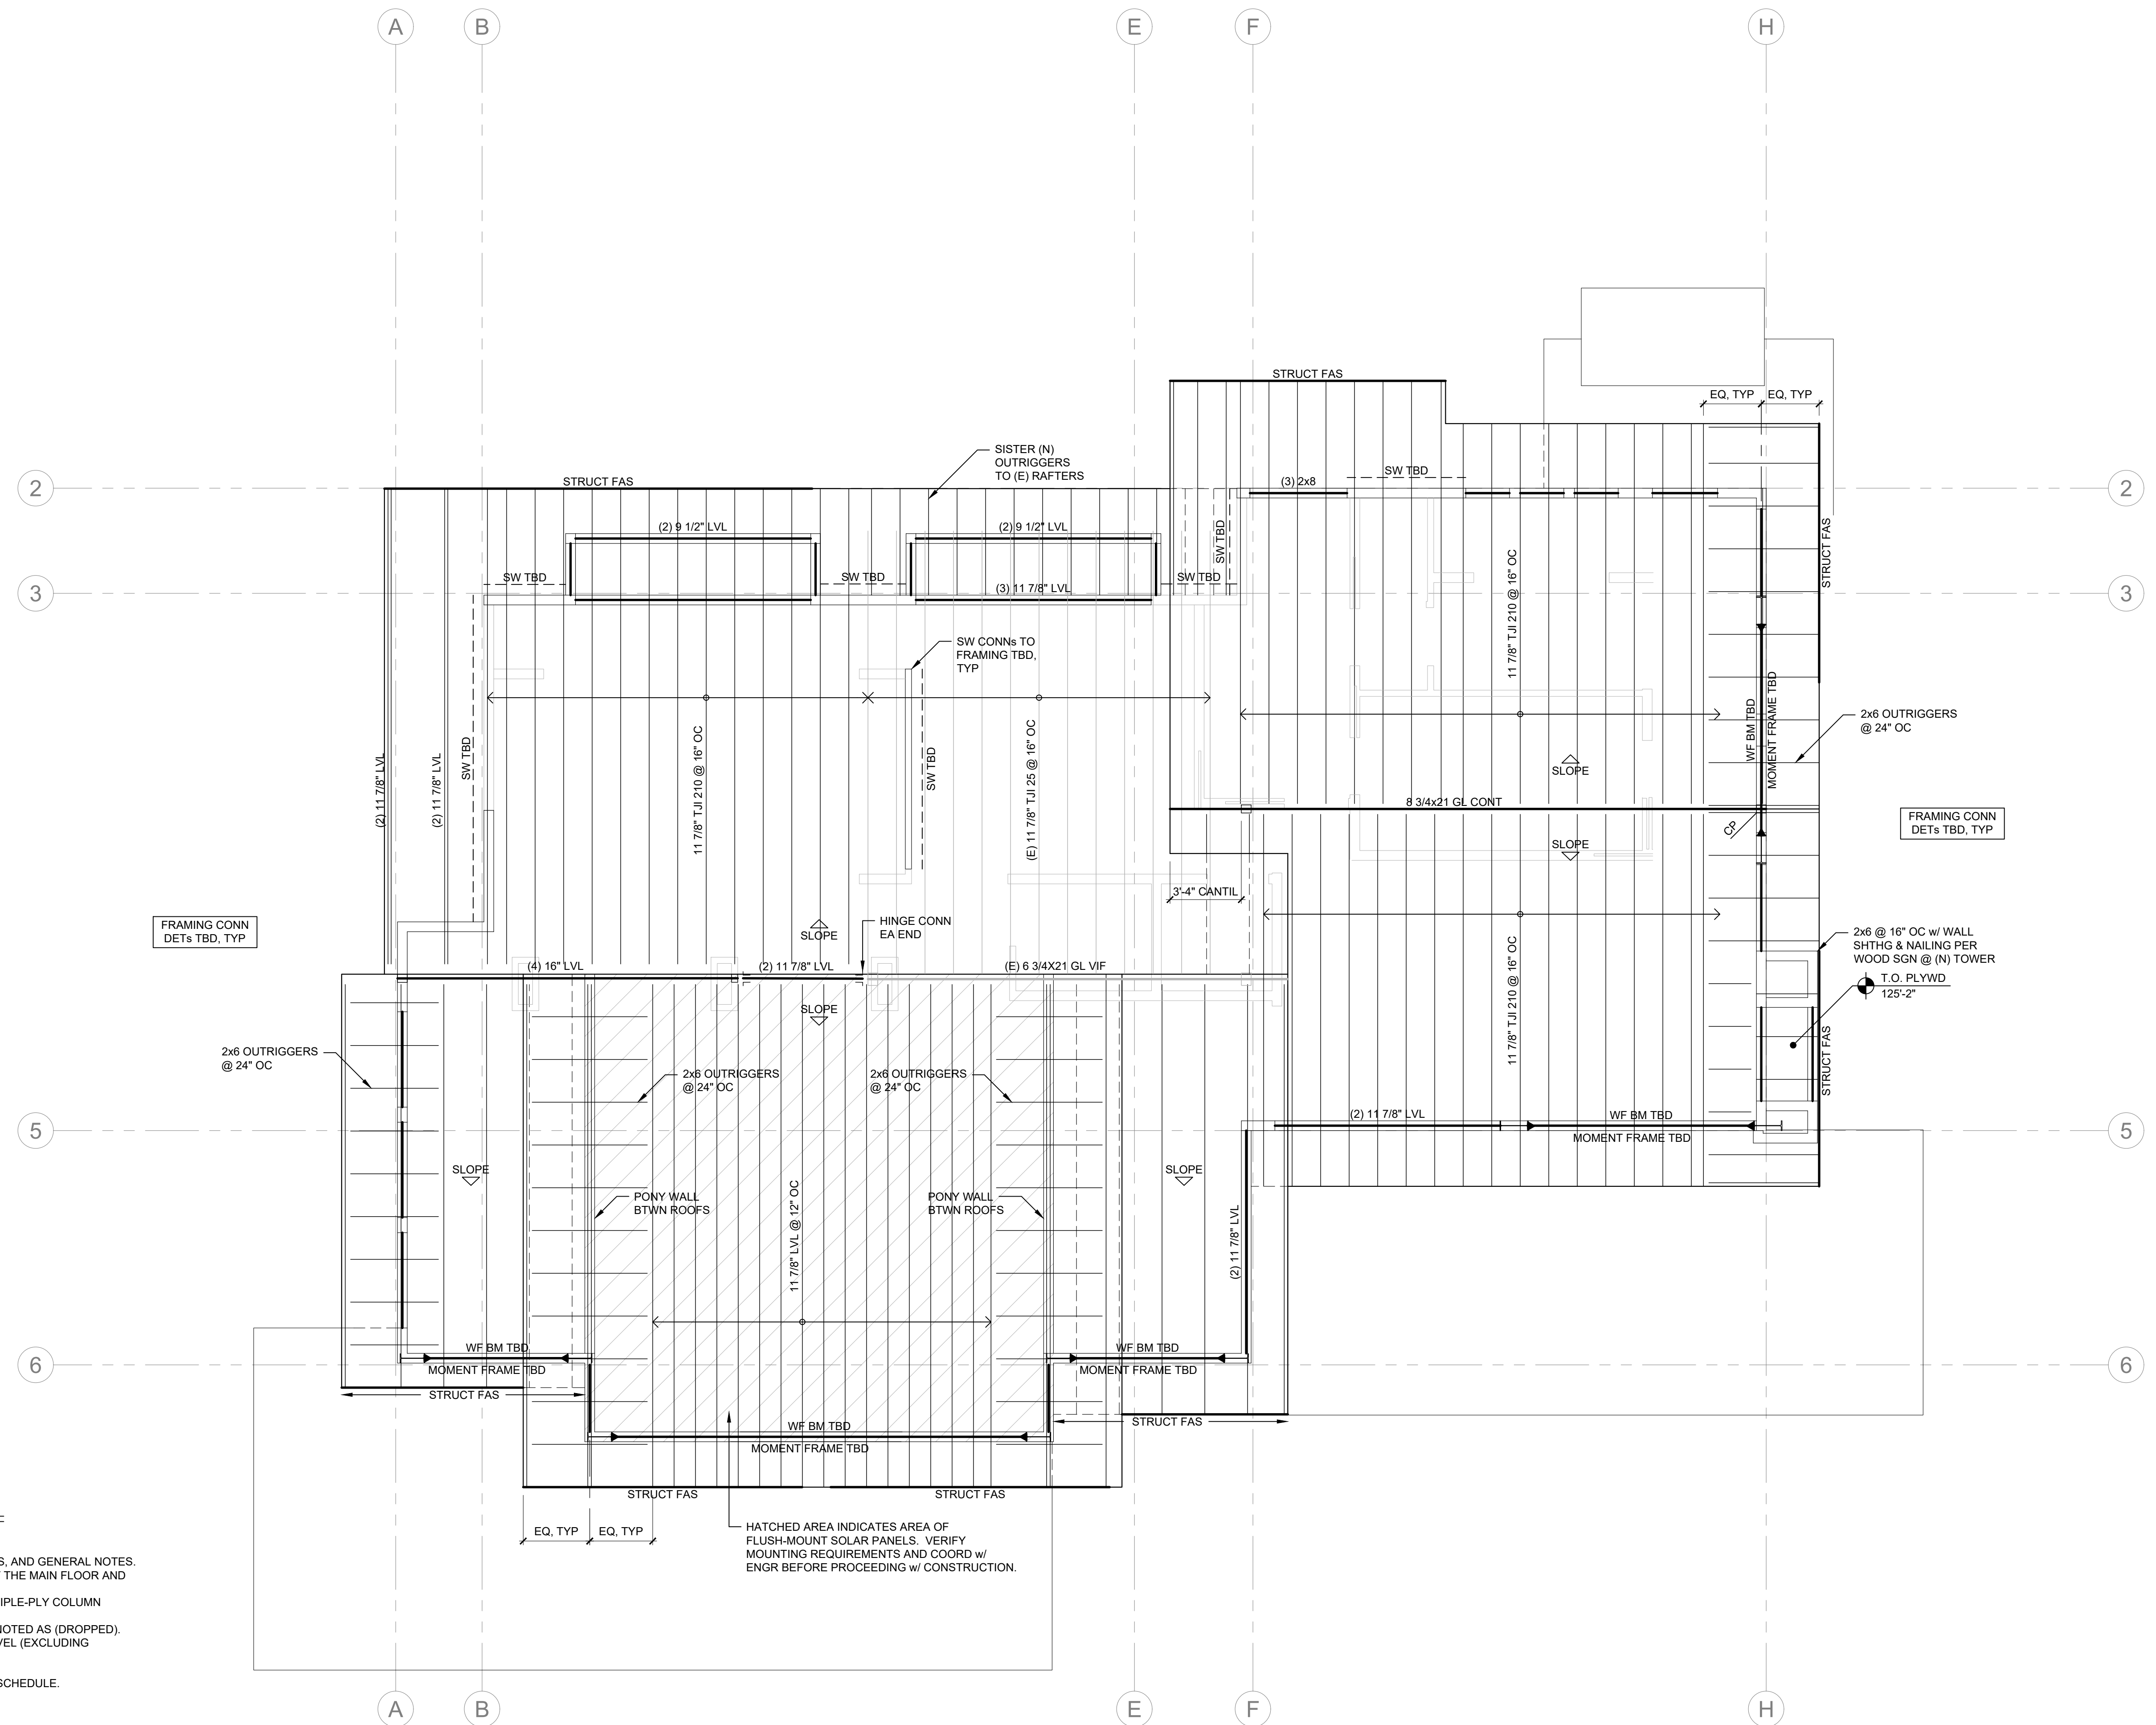 A
B
E
F
H
STRUCT FAS
EQ, TYP
EQ, TYP
SISTER (N)
OUTRIGGERS
TO (E) RAFTERS
SW TBD
2
STRUCT FAS
(3) 2x8
2
(2) 9 1/2" LVL
(2) 9 1/2" LVL
SW TBD
STRUCT FAS
SW TBD
SW TBD
SW TBD
3
(3) 11 7/8" LVL
11 7/8" TJI 210 @ 16" OC
3
SW CONNs TO
FRAMING TBD,
TYP
(2) 11 7/8" LVL
(2) 11 7/8" LVL
SW TBD
11 7/8" TJI 210 @ 16" OC
SW TBD
(E) 11 7/8" TJI 25 @ 16" OC
WF BM TBD
MOMENT FRAME TBD
2x6 OUTRIGGERS
@ 24" OC
SLOPE
8 3/4x21 GL CONT
CP
FRAMING CONN
DETs TBD, TYP
SLOPE
3'-4" CANTIL
FRAMING CONN
DETs TBD, TYP
SLOPE
HINGE CONN
EA END
2x6 @ 16" OC w/ WALL
SHTHG & NAILING PER
WOOD SGN @ (N) TOWER
(4) 16" LVL
(2) 11 7/8" LVL
(E) 6 3/4X21 GL VIF
T.O. PLYWD
125'-2"
SLOPE
11 7/8" TJI 210 @ 16" OC
2x6 OUTRIGGERS
@ 24" OC
2x6 OUTRIGGERS
@ 24" OC
2x6 OUTRIGGERS
@ 24" OC
STRUCT FAS
5
(2) 11 7/8" LVL
WF BM TBD
MOMENT FRAME TBD
5
SLOPE
SLOPE
PONY WALL
BTWN ROOFS
PONY WALL
BTWN ROOFS
11 7/8" LVL @ 12" OC
(2) 11 7/8" LVL
6
WF BM TBD
MOMENT FRAME TBD
WF BM TBD
MOMENT FRAME TBD
6
STRUCT FAS
STRUCT FAS
WF BM TBD
MOMENT FRAME TBD
STRUCT FAS
STRUCT FAS
EQ, TYP
EQ, TYP
HATCHED AREA INDICATES AREA OF
FLUSH-MOUNT SOLAR PANELS. VERIFY
MOUNTING REQUIREMENTS AND COORD w/
ENGR BEFORE PROCEEDING w/ CONSTRUCTION.
S, AND GENERAL NOTES.
THE MAIN FLOOR AND
IPLE-PLY COLUMN
NOTED AS (DROPPED).
VEL (EXCLUDING
SCHEDULE.
A
B
E
F
H